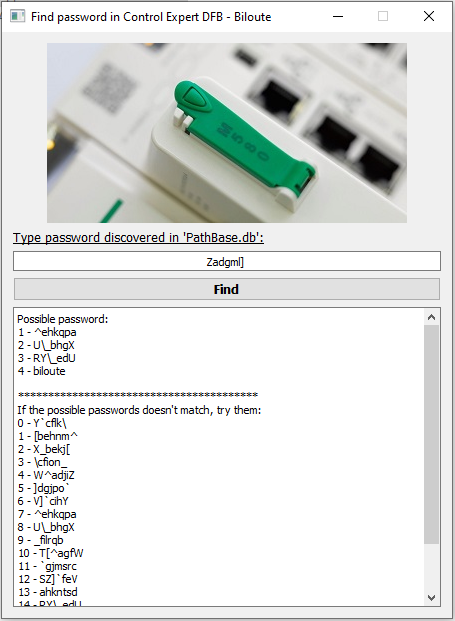 Find password in Control Expert DFB - Biloute
M580
Type password discovered in 'PathBase.db':
Zadgml]
Find
Possible password:
1 - ^ehkqpa
2 - U\_bhgX
3 - RY\_edU
4 - biloute
****************************************
If the possible passwords doesn't match, try them:
0 - Y`cflk\
1 - [behnm^
2 - X_bekj[
3 - \cfion_
4 - W^adjiZ
5 - ]dgjpo`
6 - V]`cihY
7 - ^ehkqpa
8 - U\_bhgX
9 - _filrqb
10 - T[^agfW
11 - `gjmsrc
12 - SZ]`feV
13 - ahkntsd
14 - RY\_edU